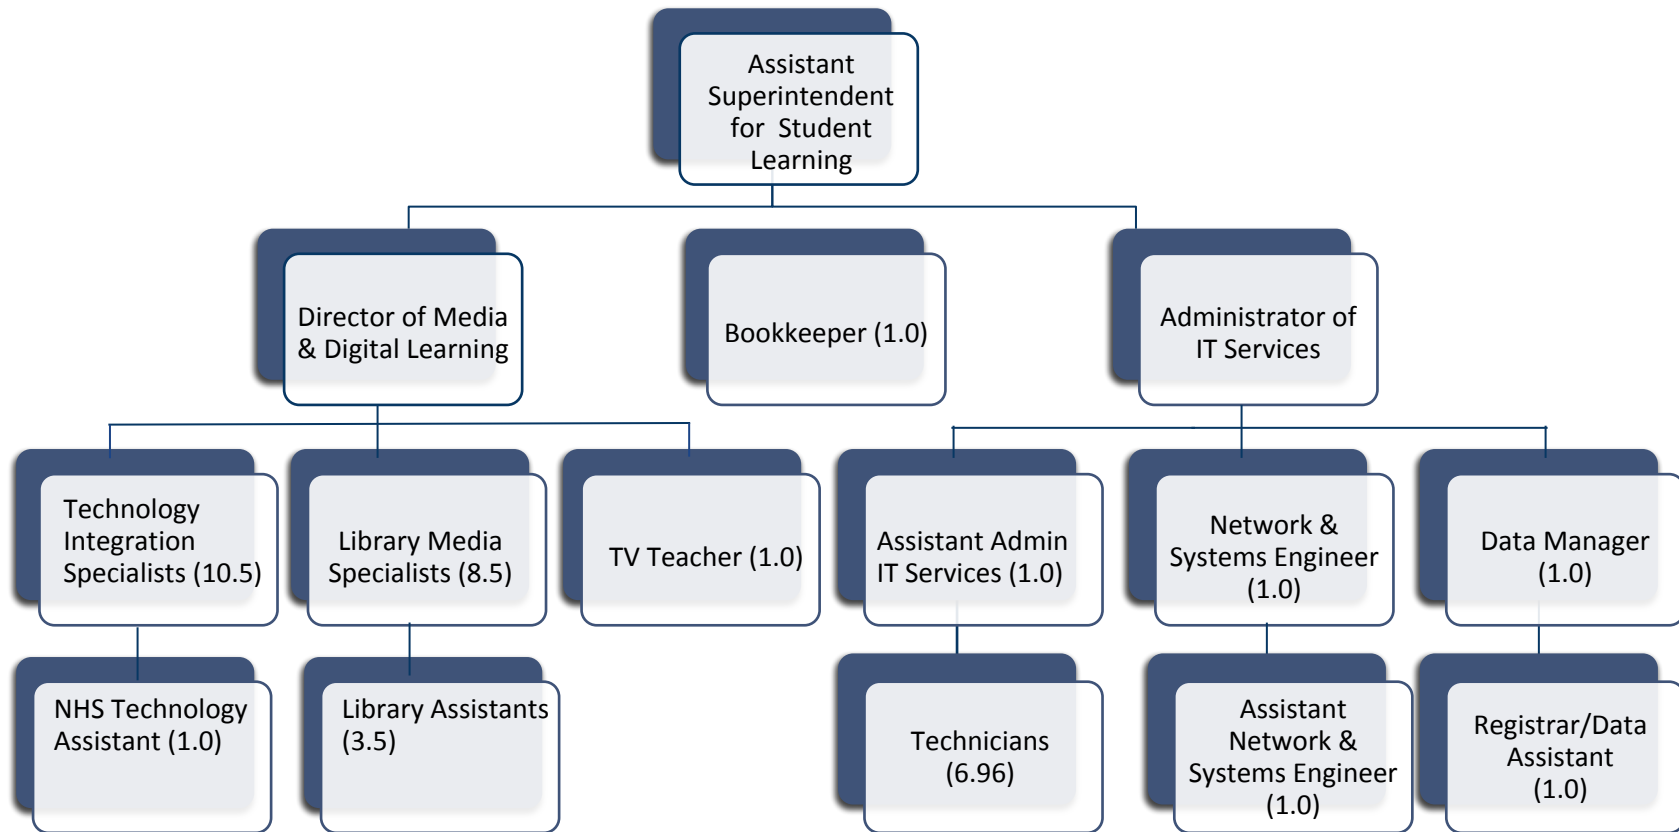 Assistant
Superintendent
for Student
Learning
Director of Media
& Digital Learning
Bookkeeper (1.0)
Administrator of
IT Services
Technology
Integration
Specialists (10.5)
Library Media
Specialists (8.5)
TV Teacher (1.0)
Assistant Admin
IT Services (1.0)
Network &
Systems Engineer
(1.0)
Data Manager
(1.0)
NHS Technology
Assistant (1.0)
Library Assistants
(3.5)
Technicians
(6.96)
Assistant
Network &
Systems Engineer
(1.0)
Registrar/Data
Assistant
(1.0)